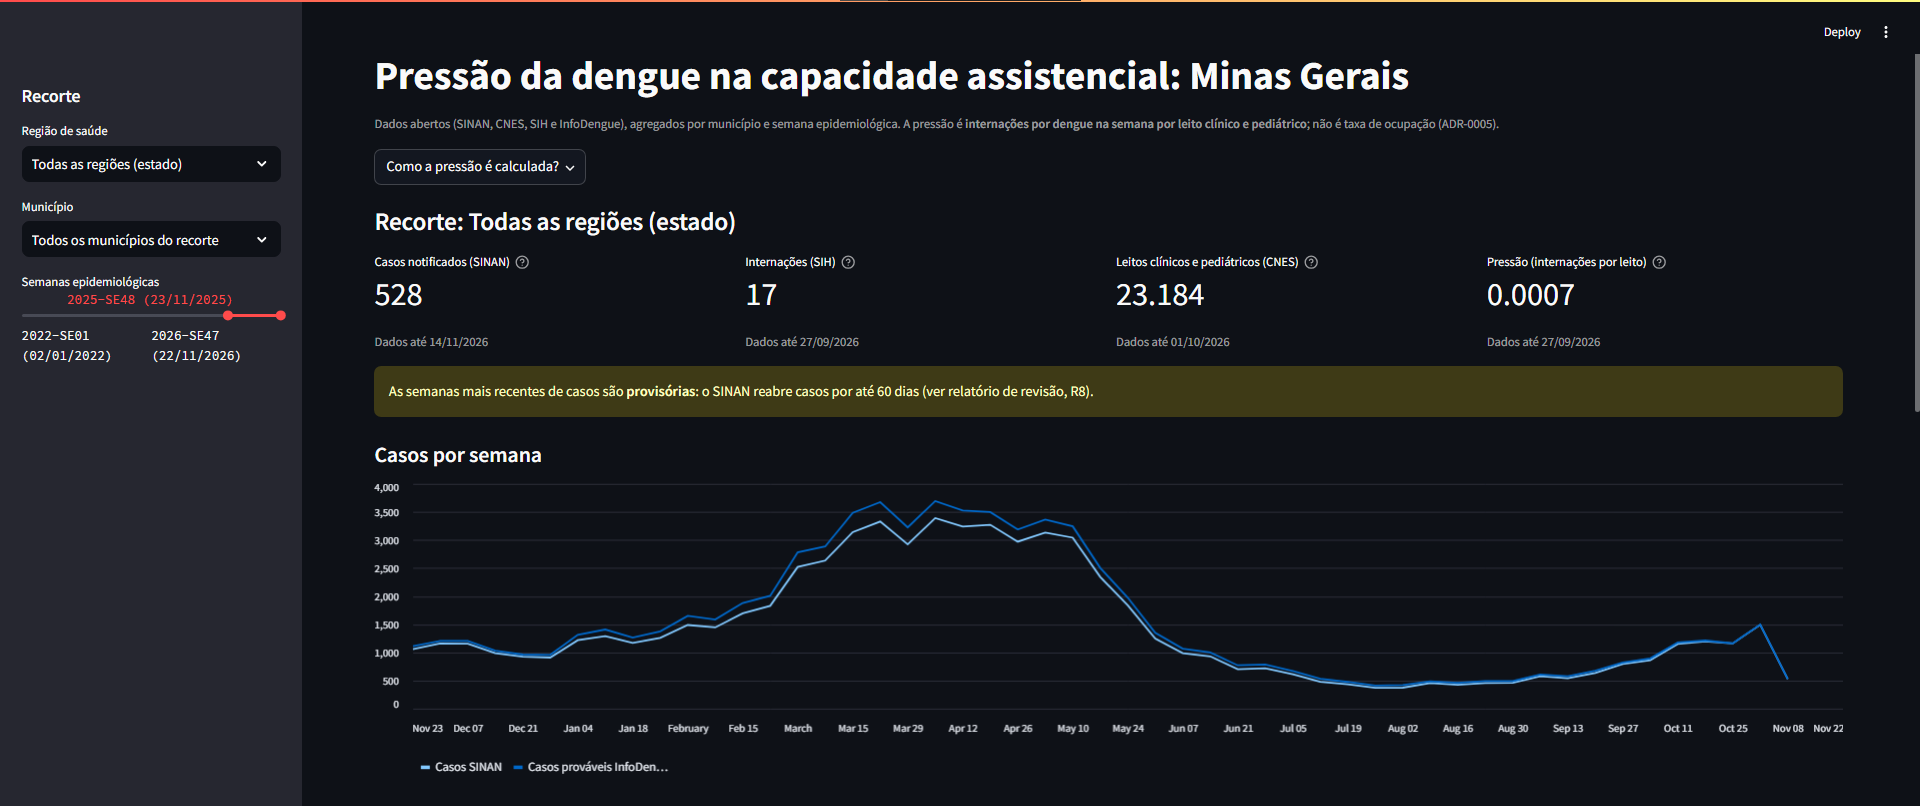 Deploy
Recorte
Região de saúde
Todas as regiões (estado)
Município
Todos os municípios do recorte
Semanas epidemiológicas
2025-SE48 (23/11/2025)
2022-SE01 2026-SE47
(02/01/2022) (22/11/2026)
Pressão da dengue na capacidade assistencial: Minas Gerais
Dados abertos (SINAN, CNES, SIH e InfoDengue), agregados por município e semana epidemiológica. A pressão é internações por dengue na semana por leito clínico e pediátrico; não é taxa de ocupação (ADR-0005).
Como a pressão é calculada?
Recorte: Todas as regiões (estado)
Casos notificados (SINAN) Internações (SIH) Leitos clínicos e pediátricos (CNES) Pressão (internações por leito)
528 17 23.184 0.0007
Dados até 14/11/2026 Dados até 27/09/2026 Dados até 01/10/2026 Dados até 27/09/2026
As semanas mais recentes de casos são provisórias: o SINAN reabre casos por até 60 dias (ver relatório de revisão, R8).
Casos por semana
4,000
3,500
3,000
2,500
2,000
1,500
1,000
500
0
Nov 23 Dec 07 Dec 21 Jan 04 Jan 18 February Feb 15 March Mar 15 Mar 29 Apr 12 Apr 26 May 10 May 24 Jun 07 Jun 21 Jul 05 Jul 19 Aug 02 Aug 16 Aug 30 Sep 13 Sep 27 Oct 11 Oct 25 Nov 08 Nov 22
Casos SINAN Casos prováveis InfoDen…